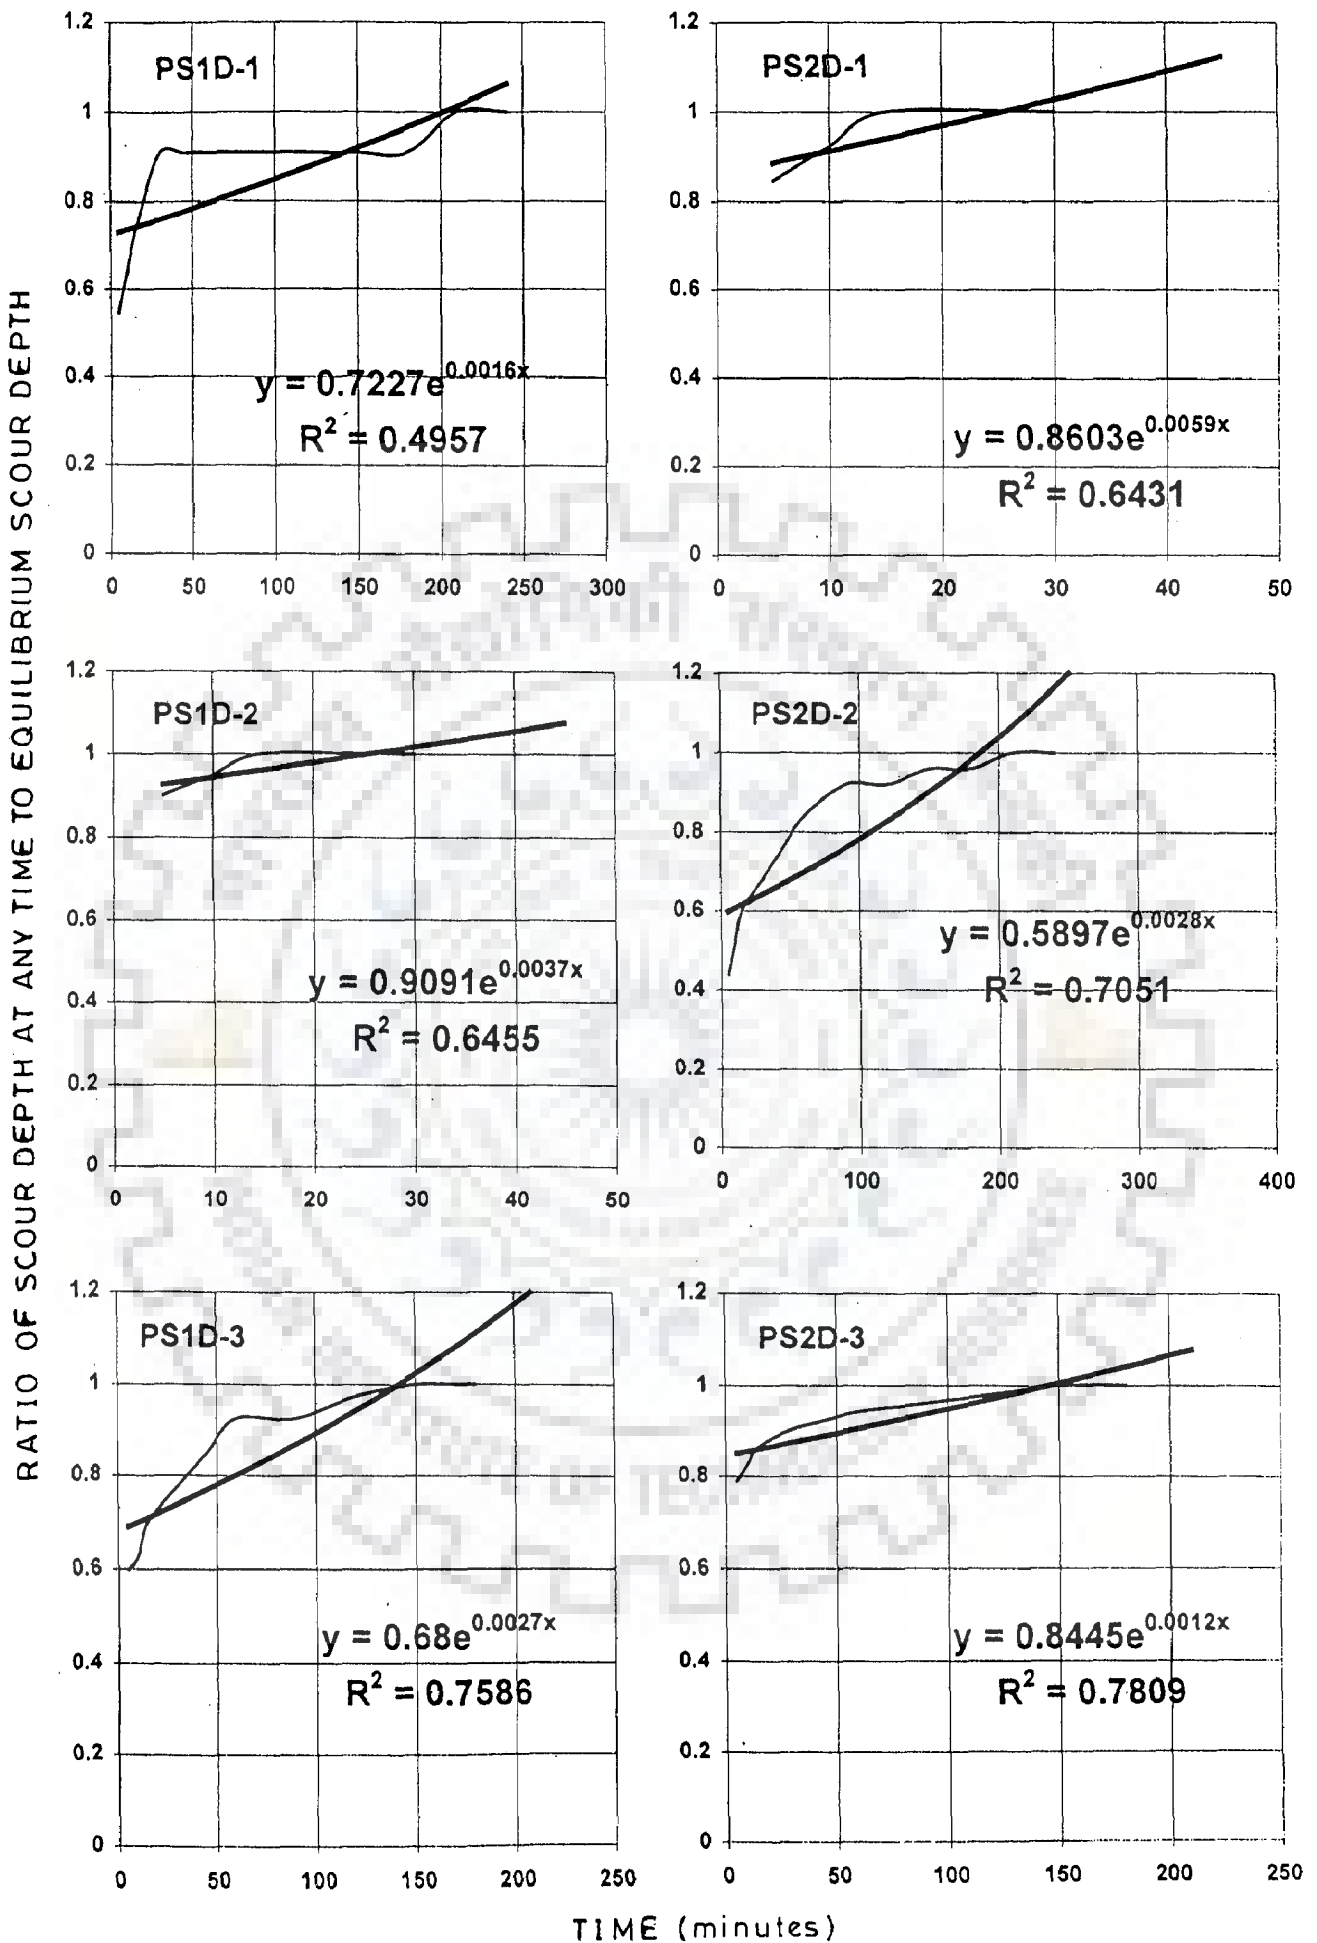 RATIO OF SCOUR DEPTH AT ANY TIME TO EQUILIBRIUM SCOUR DEPTH
PS1D-1
1.2
1
0.8
0.6
0.4
0.2
0
y = 0.7227e^0.0016x
R² = 0.4957
0 50 100 150 200 250 300
PS2D-1
1.2
1
0.8
0.6
0.4
0.2
0
y = 0.8603e^0.0059x
R² = 0.6431
0 10 20 30 40 50
PS1D-2
1.2
1
0.8
0.6
0.4
0.2
0
y = 0.9091e^0.0037x
R² = 0.6455
0 10 20 30 40 50
PS2D-2
1.2
1
0.8
0.6
0.4
0.2
0
y = 0.5897e^0.0028x
R² = 0.7051
0 100 200 300 400
PS1D-3
1.2
1
0.8
0.6
0.4
0.2
0
y = 0.68e^0.0027x
R² = 0.7586
0 50 100 150 200 250
PS2D-3
1.2
1
0.8
0.6
0.4
0.2
0
y = 0.8445e^0.0012x
R² = 0.7809
0 50 100 150 200 250
TIME (minutes)